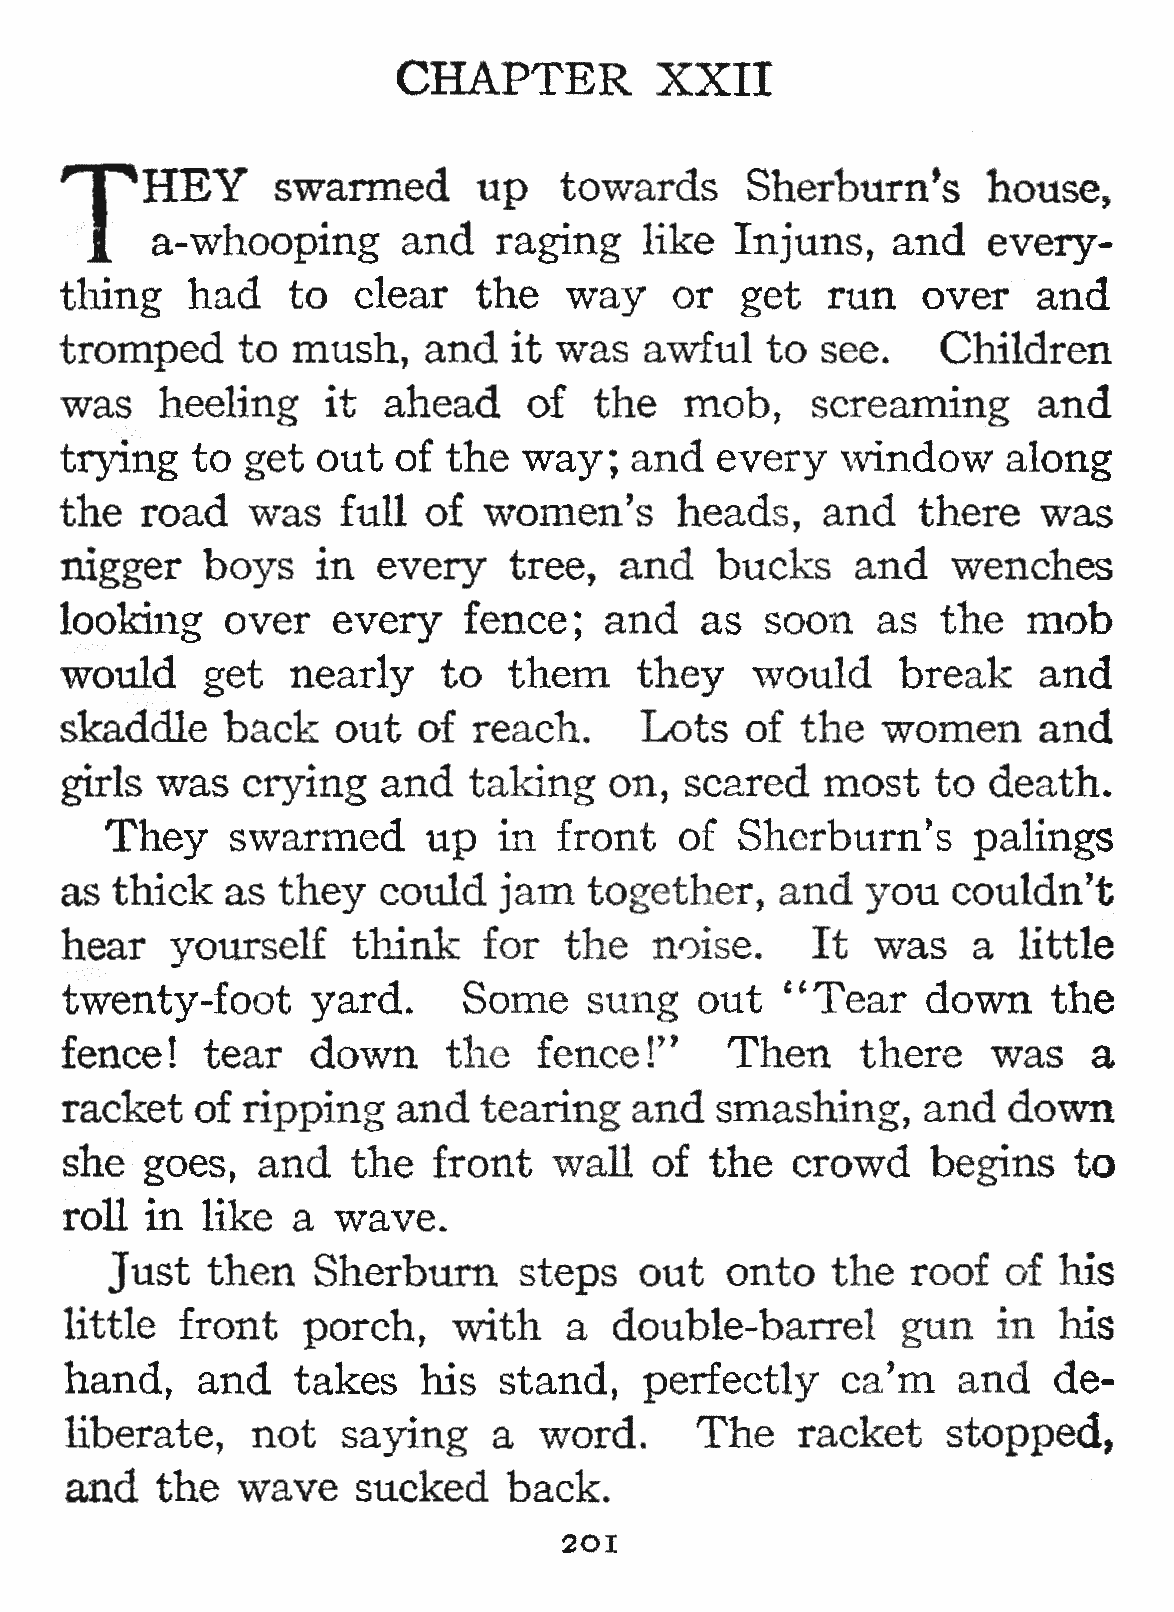 CHAPTER XXII
THEY swarmed up towards Sherburn's house,
a-whooping and raging like Injuns, and every-
thing had to clear the way or get run over and
tromped to mush, and it was awful to see. Children
was heeling it ahead of the mob, screaming and
trying to get out of the way; and every window along
the road was full of women's heads, and there was
nigger boys in every tree, and bucks and wenches
looking over every fence; and as soon as the mob
would get nearly to them they would break and
skaddle back out of reach. Lots of the women and
girls was crying and taking on, scared most to death.
They swarmed up in front of Sherburn's palings
as thick as they could jam together, and you couldn't
hear yourself think for the noise. It was a little
twenty-foot yard. Some sung out "Tear down the
fence! tear down the fence!" Then there was a
racket of ripping and tearing and smashing, and down
she goes, and the front wall of the crowd begins to
roll in like a wave.
Just then Sherburn steps out onto the roof of his
little front porch, with a double-barrel gun in his
hand, and takes his stand, perfectly ca'm and de-
liberate, not saying a word. The racket stopped,
and the wave sucked back.
201